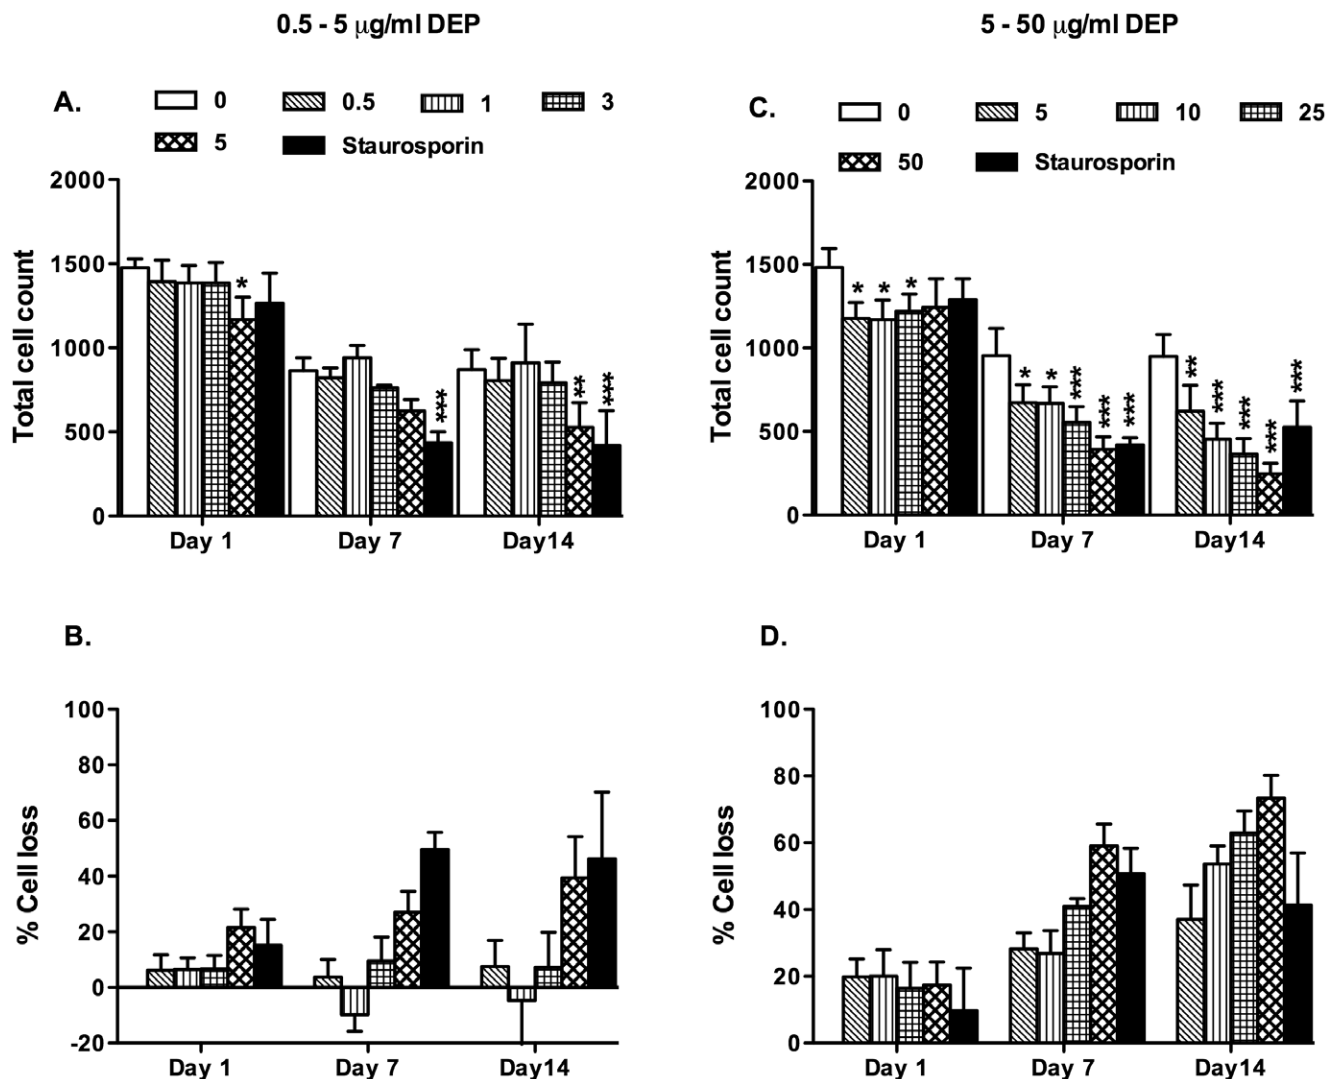 0.5 - 5 μg/ml DEP
A.
0 0.5 1 3
5 Staurosporin
Total cell count
2000
1500
1000
500
0
*
***
**
***
Day 1 Day 7 Day14
B.
% Cell loss
100
80
60
40
20
0
-20
Day 1 Day 7 Day14
5 - 50 μg/ml DEP
C.
0 5 10 25
50 Staurosporin
Total cell count
2000
1500
1000
500
0
* * *
* * *** *** ***
** *** *** *** ***
Day 1 Day 7 Day14
D.
% Cell loss
100
80
60
40
20
0
Day 1 Day 7 Day14